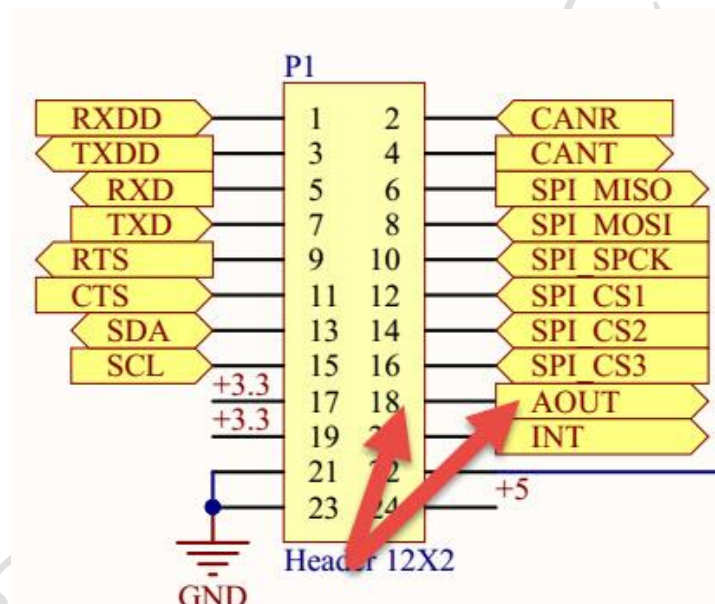 P1
RXDD 1 2 CANR
TXDD 3 4 CANT
RXD 5 6 SPI_MISO
TXD 7 8 SPI_MOSI
RTS 9 10 SPI_SPCK
CTS 11 12 SPI_CS1
SDA 13 14 SPI_CS2
SCL 15 16 SPI_CS3
+3.3 17 18 AOUT
+3.3 19 INT
21
+5
23 24
Header 12X2
GND